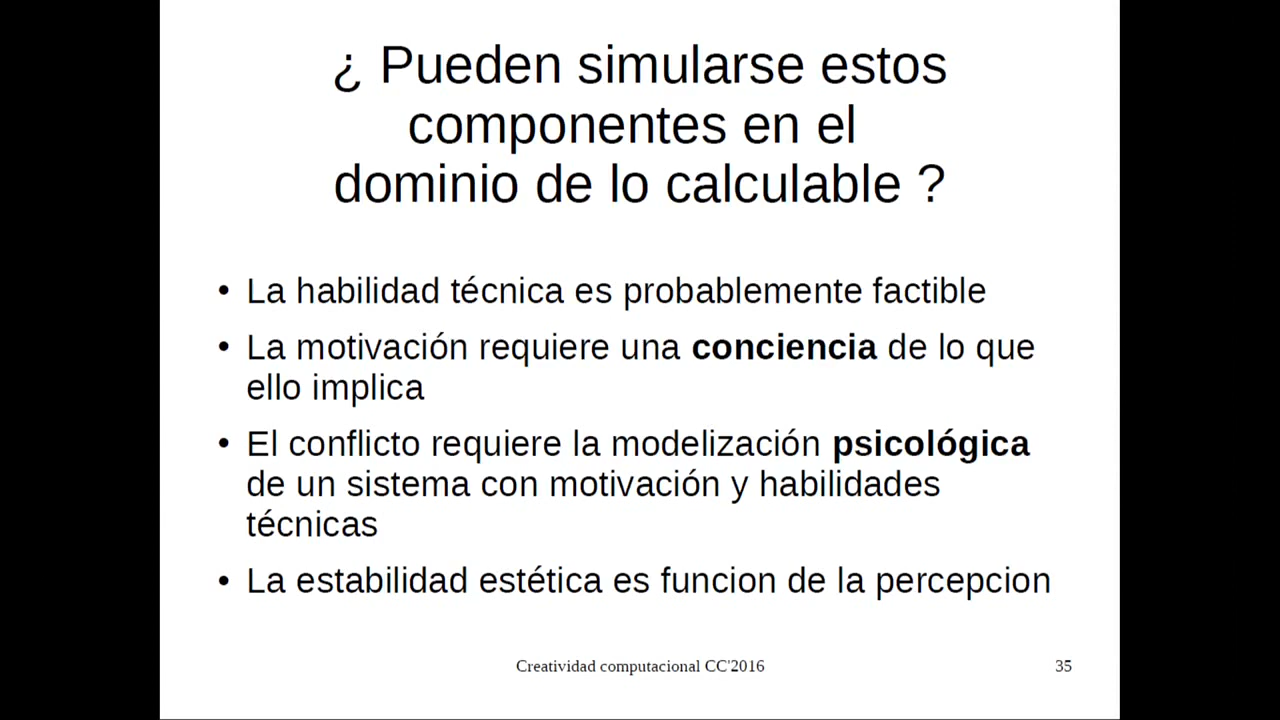 ¿ Pueden simularse estos
componentes en el
dominio de lo calculable ?
• La habilidad técnica es probablemente factible
• La motivación requiere una conciencia de lo que
ello implica
• El conflicto requiere la modelización psicológica
de un sistema con motivación y habilidades
técnicas
• La estabilidad estética es funcion de la percepcion
Creatividad computacional CC'2016
35